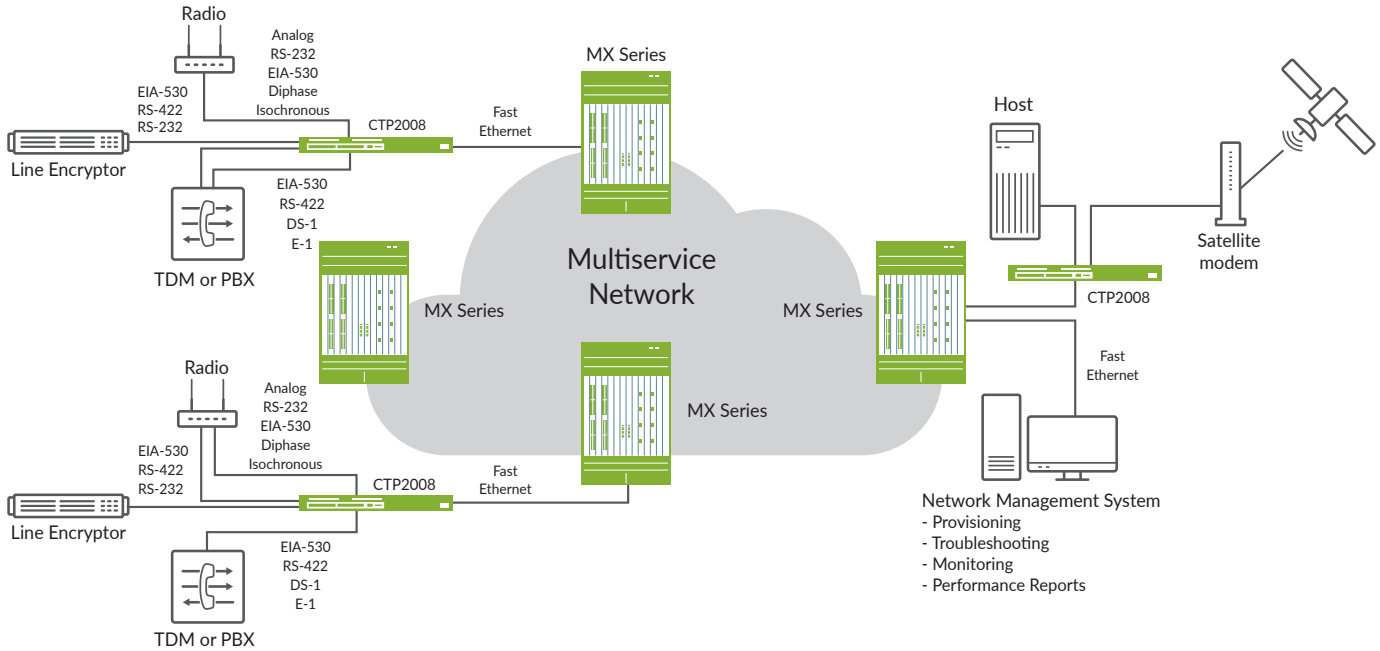 Radio
Analog
RS-232
EIA-530
Diphase
Isochronous
EIA-530
RS-422
RS-232
Line Encryptor
CTP2008
Fast
Ethernet
MX Series
EIA-530
RS-422
DS-1
E-1
TDM or PBX
MX Series
Multiservice
Network
MX Series
Host
Satellite
modem
CTP2008
Fast
Ethernet
Radio
Analog
RS-232
EIA-530
Diphase
Isochronous
EIA-530
RS-422
RS-232
Line Encryptor
CTP2008
Fast
Ethernet
MX Series
EIA-530
RS-422
DS-1
E-1
TDM or PBX
Network Management System
- Provisioning
- Troubleshooting
- Monitoring
- Performance Reports